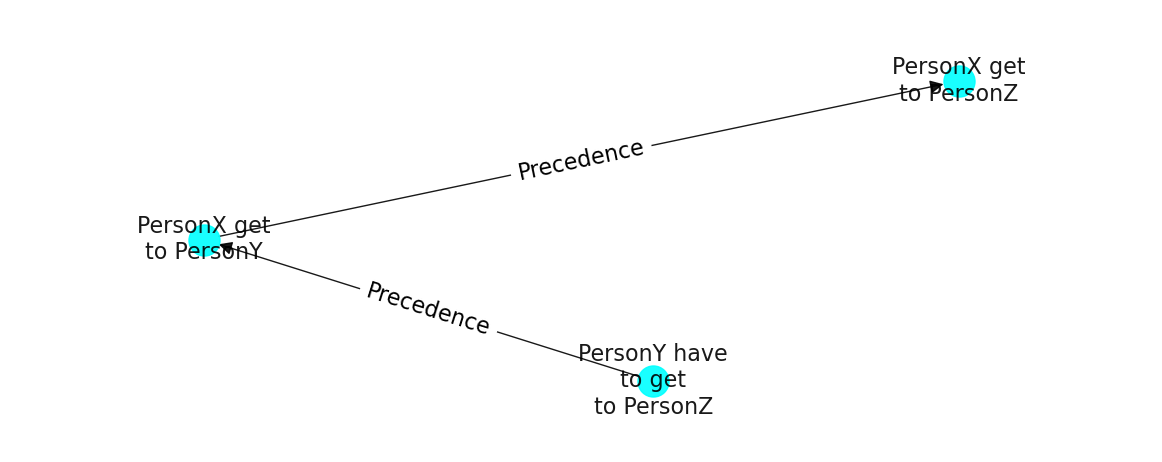 PersonX get
to PersonZ
Precedence
PersonX get
to PersonY
Precedence
PersonY have
to get
to PersonZ